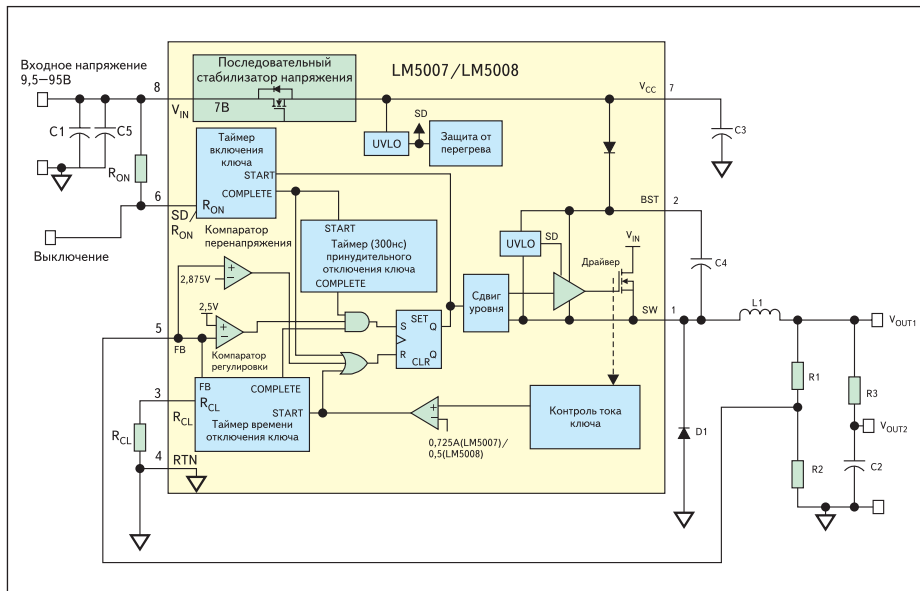 Входное напряжение
9,5—95В
C1
C5
R_ON
8
V_IN
Последовательный
стабилизатор напряжения
7В
LM5007/LM5008
V_CC
7
C3
UVLO
SD
Защита от
перегрева
Таймер
включения
ключа
START
COMPLETE
R_ON
6
SD/
R_ON
Выключение
Компаратор
перенапряжения
START
Таймер (300нс)
принудительного
отключения ключа
COMPLETE
BST
2
UVLO
SD
V_IN
Драйвер
C4
+
−
2,875V
2,5V
+
−
5
FB
Компаратор
регулировки
S
SET
Q
R
CLR
Q
Сдвиг
уровня
SW
1
L1
V_OUT1
FB
COMPLETE
R_CL
START
Таймер времени
отключения ключа
3
R_CL
R_CL
4
RTN
+
−
0,725А(LM5007)/
0,5(LM5008)
Контроль тока
ключа
D1
R1
R2
R3
V_OUT2
C2